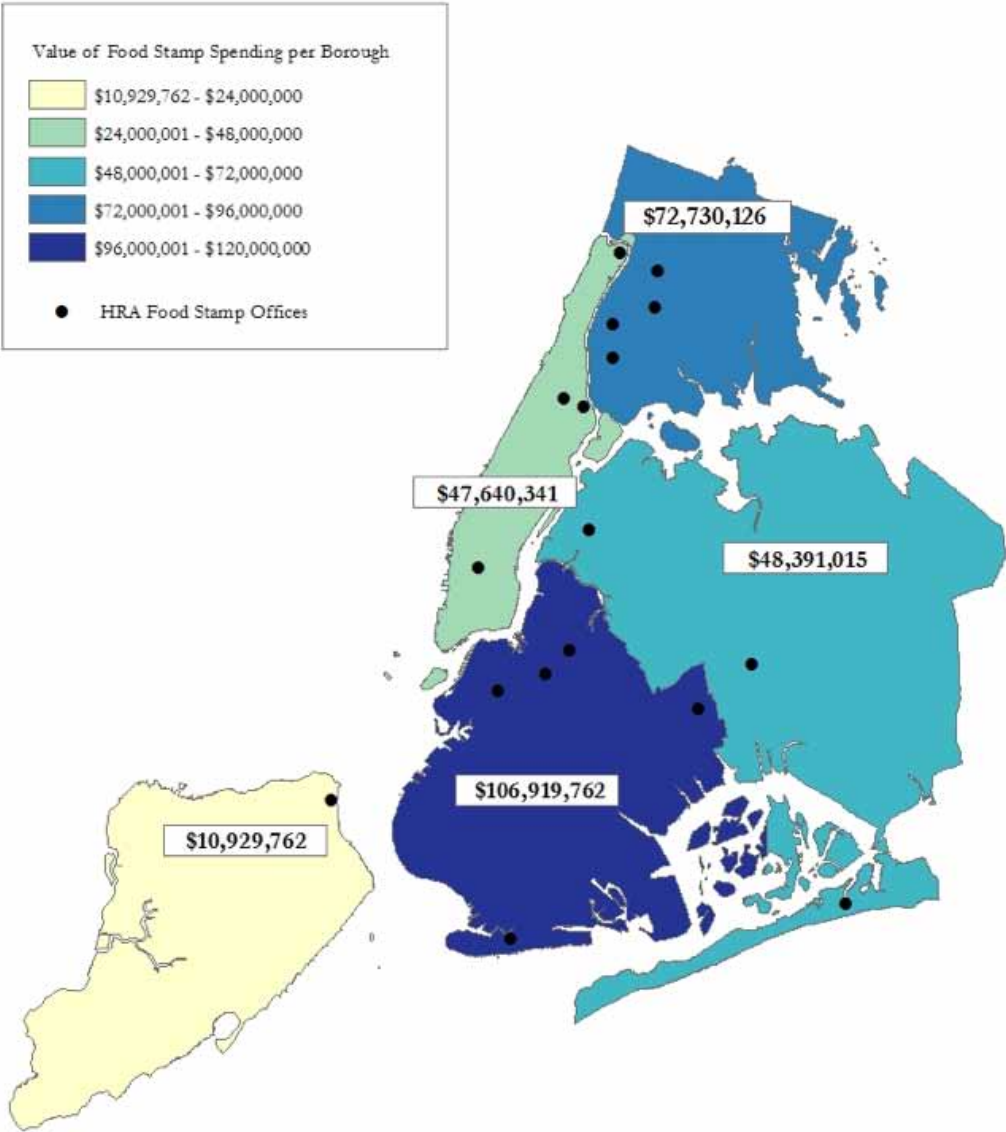 Value of Food Stamp Spending per Borough
$10,929,762 - $24,000,000
$24,000,001 - $48,000,000
$48,000,001 - $72,000,000
$72,000,001 - $96,000,000
$96,000,001 - $120,000,000
HRA Food Stamp Offices
$72,730,126
$47,640,341
$48,391,015
$106,919,762
$10,929,762